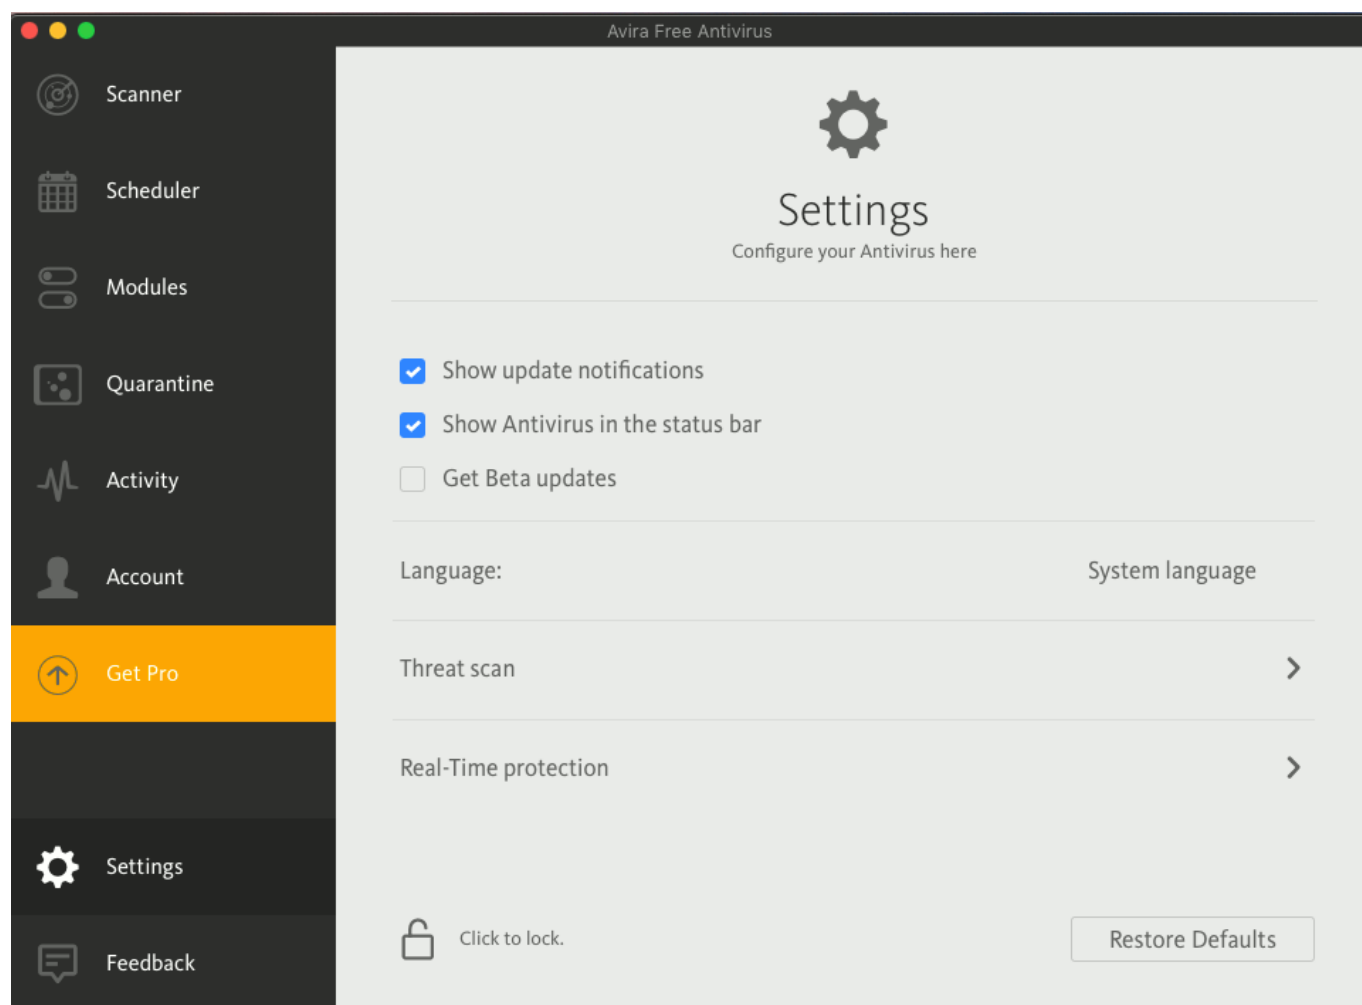 Avira Free Antivirus
Scanner
Scheduler
Modules
Quarantine
Activity
Account
Get Pro
Settings
Feedback
Settings
Configure your Antivirus here
Show update notifications
Show Antivirus in the status bar
Get Beta updates
Language: System language
Threat scan
Real-Time protection
Click to lock.
Restore Defaults